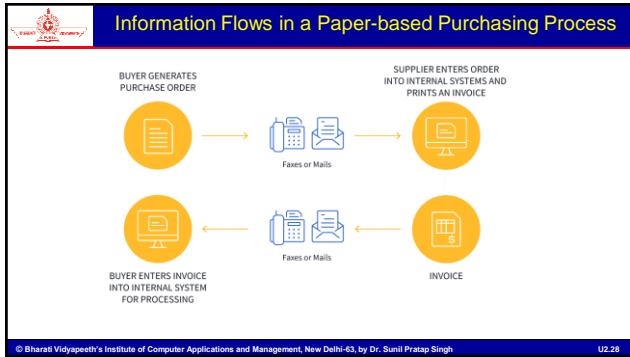 Information Flows in a Paper-based Purchasing Process
BUYER GENERATES
PURCHASE ORDER
SUPPLIER ENTERS ORDER
INTO INTERNAL SYSTEMS AND
PRINTS AN INVOICE
Faxes or Mails
Faxes or Mails
BUYER ENTERS INVOICE
INTO INTERNAL SYSTEM
FOR PROCESSING
INVOICE
$
© Bharati Vidyapeeth's Institute of Computer Applications and Management, New Delhi-63, by Dr. Sunil Pratap Singh
U2.28